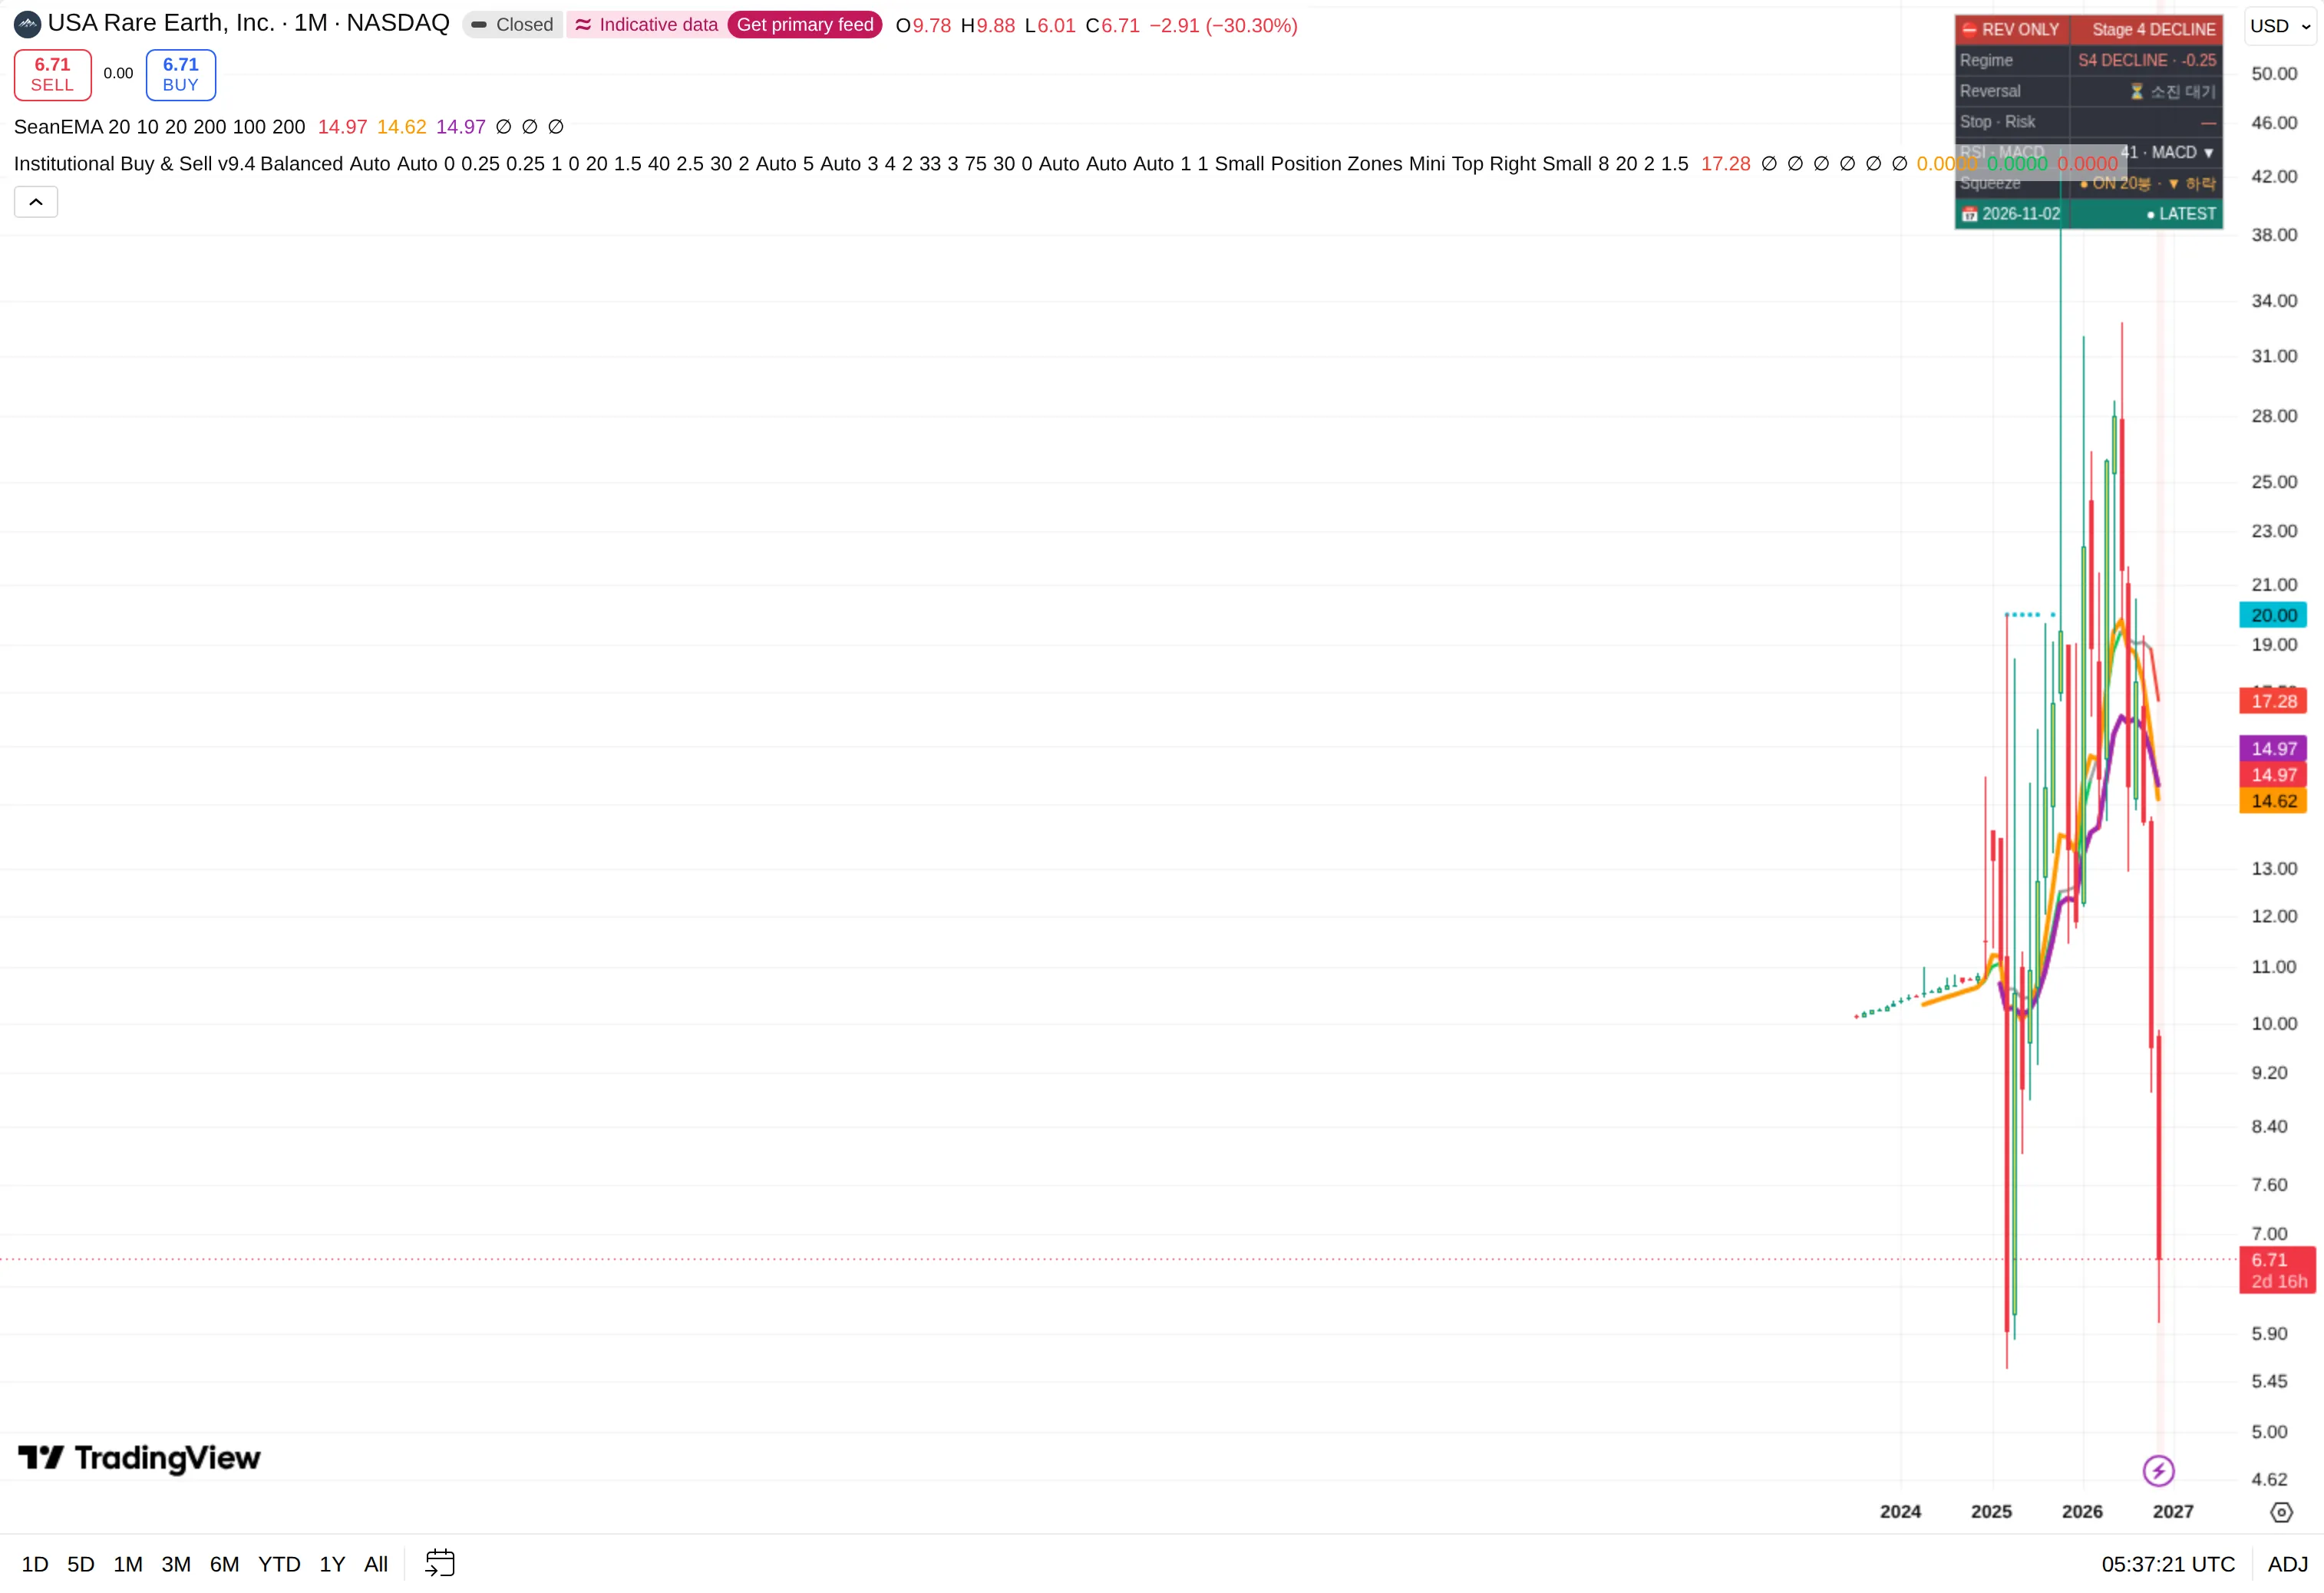 USA Rare Earth, Inc. · 1M · NASDAQ Closed Indicative data Get primary feed O9.78 H9.88 L6.01 C6.71 −2.91 (−30.30%)
6.71 SELL 0.00 6.71 BUY
SeanEMA 20 10 20 200 100 200 14.97 14.62 14.97 ∅ ∅ ∅
Institutional Buy & Sell v9.4 Balanced Auto Auto 0 0.25 0.25 1 0 20 1.5 40 2.5 30 2 Auto 5 Auto 3 4 2 33 3 75 30 0 Auto Auto Auto 1 1 Small Position Zones Mini Top Right Small 8 20 2 1.5 17.28 ∅ ∅ ∅ ∅ ∅ ∅ 0.0000 0.0000 0.0000
REV ONLY Stage 4 DECLINE
Regime S4 DECLINE · -0.25
Reversal ⏳ 소진 대기
Stop · Risk —
RSI · MACD 41 · MACD ▼
Squeeze ● ON 20봉 · ▼ 하락
2026-11-02 ● LATEST
USD
50.00
46.00
42.00
38.00
34.00
31.00
28.00
25.00
23.00
21.00
20.00
19.00
17.28
14.97
14.97
14.62
13.00
12.00
11.00
10.00
9.20
8.40
7.60
7.00
6.71
2d 16h
5.90
5.45
5.00
4.62
TradingView
2024 2025 2026 2027
1D 5D 1M 3M 6M YTD 1Y All 05:37:21 UTC ADJ